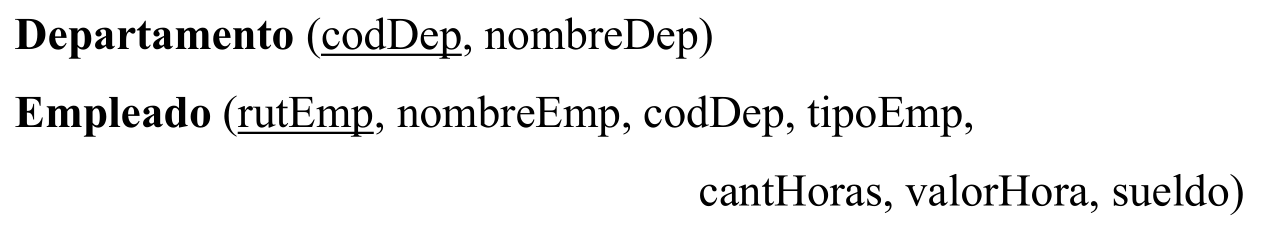 Departamento (codDep, nombreDep)
Empleado (rutEmp, nombreEmp, codDep, tipoEmp,
cantHoras, valorHora, sueldo)